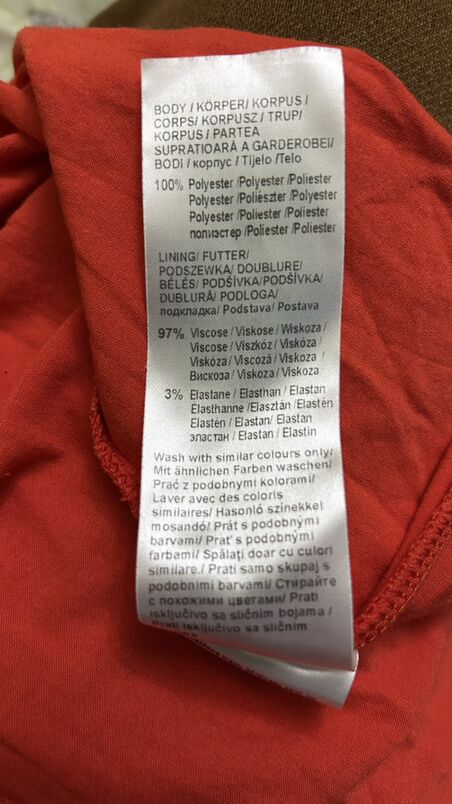 BODY / KÖRPER/ KORPUS /
CORPS/ KORPUSZ / TRUP/
KORPUS / PARTEA
SUPRATIOARĂ A GARDEROBEI/
BODI / корпус / Tijelo /Telo
100% Polyester /Polyester /Poliester
Polyester /Poliészter /Polyester
Polyester /Poliester /Poliester
полиэстер /Poliester /Poliester
LINING/ FUTTER/
PODSZEWKA/ DOUBLURE/
BÉLÉS/ PODŠÍVKA/PODŠÍVKA/
DUBLURĂ/ PODLOGA/
подкладка/ Podstava/ Postava
97% Viscose / Viskose / Wiskoza /
Viscose / Viszkóz / Viskóza /
Viskóza / Viscoză / Viskoza /
Вискоза / Viskoza / Viskoza
3% Elastane / Elasthan / Elastan
Élasthanne /Elasztán /Elastén
Elastén / Elastan / Elastan
эластан / Elastan / Elastin
Wash with similar colours only/
Mit ähnlichen Farben waschen/
Prać z podobnymi kolorami/
Laver avec des coloris
similaires/ Hasonló színekkel
mosandó/ Prát s podobnými
barvami/ Prať s podobnými
farbami/ Spălați doar cu culori
similare./ Prati samo skupaj s
podobnimi barvami/ Стирайте
с похожими цветами/ Prati
isključivo sa sličnim bojama /
Prati isključivo sa sličnim